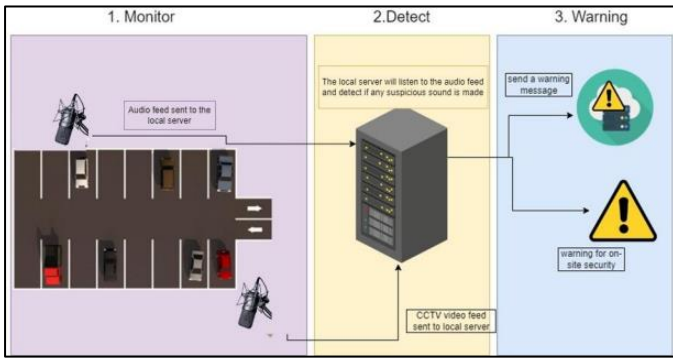 1. Monitor
2.Detect
3. Warning
Audio feed sent to the
local server
The local server will listen to the audio feed
and detect if any suspicious sound is made
send a warning
message
warning for on-
site security
CCTV video feed
sent to local server